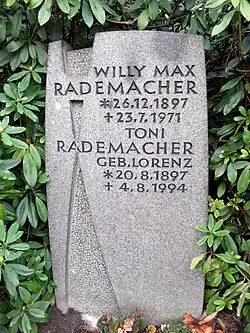 WILLY MAX
RADEMACHER
*26.12.1897
+23.7.1971
TONI
RADEMACHER
GEB. LORENZ
*20.8.1897
+4.8.1994